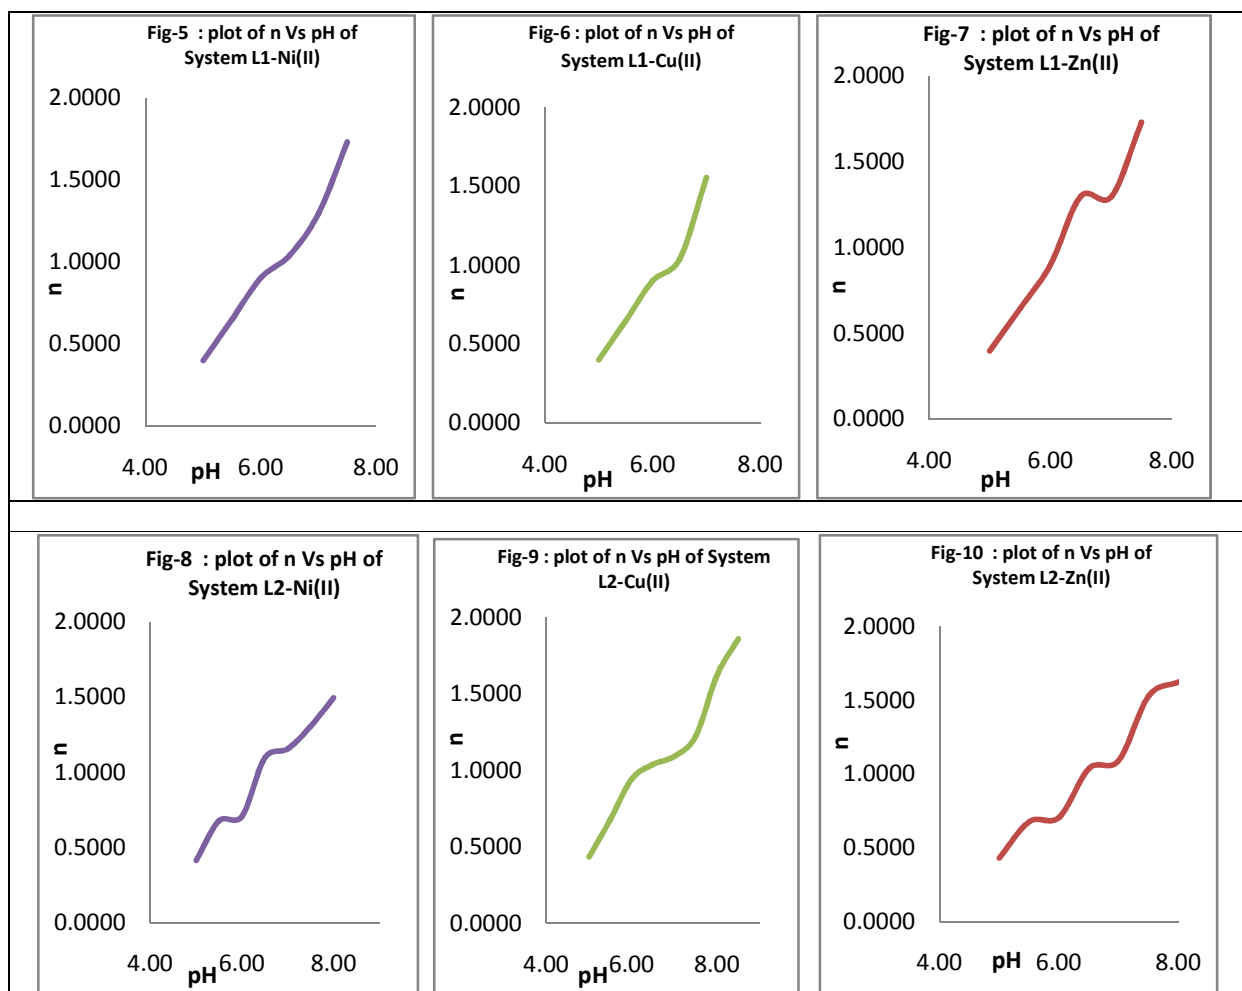 Fig-5 : plot of n Vs pH of
System L1-Ni(II)
2.0000
1.5000
1.0000
n
0.5000
0.0000
4.00 6.00 8.00
pH
Fig-6 : plot of n Vs pH of
System L1-Cu(II)
2.0000
1.5000
1.0000
n
0.5000
0.0000
4.00 6.00 8.00
pH
Fig-7 : plot of n Vs pH of
System L1-Zn(II)
2.0000
1.5000
1.0000
n
0.5000
0.0000
4.00 6.00 8.00
pH
Fig-8 : plot of n Vs pH of
System L2-Ni(II)
2.0000
1.5000
n
1.0000
0.5000
0.0000
4.00 6.00 8.00
pH
Fig-9 : plot of n Vs pH of System
L2-Cu(II)
2.0000
1.5000
n
1.0000
0.5000
0.0000
4.00 6.00 8.00
pH
Fig-10 : plot of n Vs pH of
System L2-Zn(II)
2.0000
1.5000
n
1.0000
0.5000
0.0000
4.00 pH 6.00 8.00